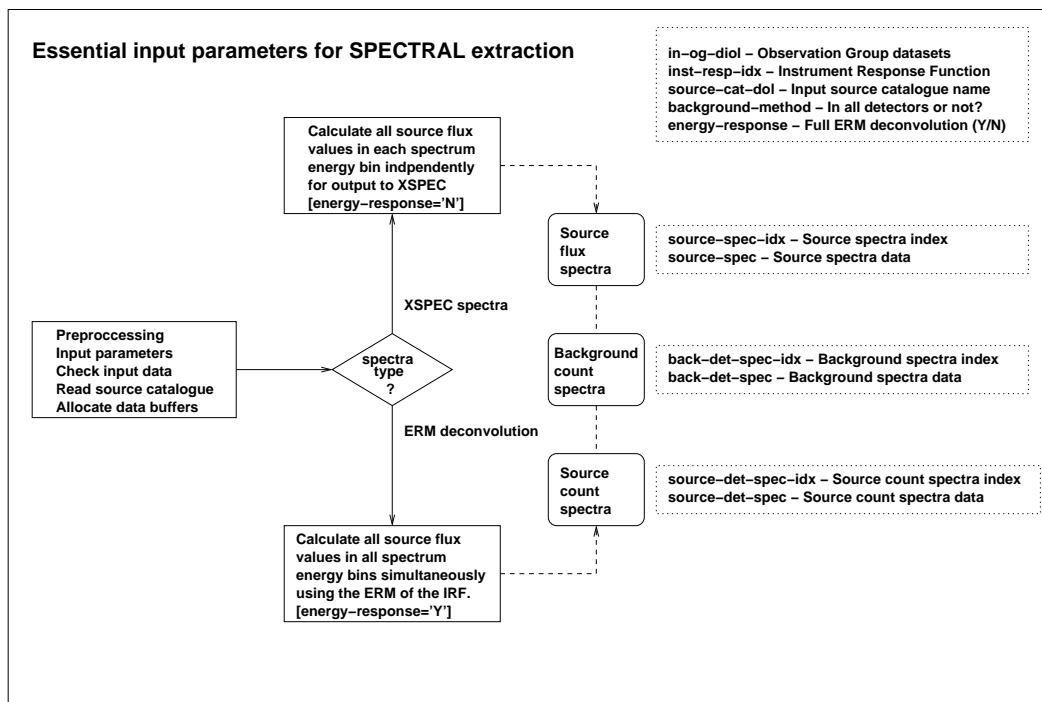 Essential input parameters for SPECTRAL extraction
in−og−diol − Observation Group datasets
inst−resp−idx − Instrument Response Function
source−cat−dol − Input source catalogue name
background−method − In all detectors or not?
energy−response − Full ERM deconvolution (Y/N)
Calculate all source flux
values in each spectrum
energy bin indpendently
for output to XSPEC
[energy−response='N']
Source
flux
spectra
source−spec−idx − Source spectra index
source−spec − Source spectra data
XSPEC spectra
Preproccessing
Input parameters
Check input data
Read source catalogue
Allocate data buffers
spectra
type
?
Background
count
spectra
back−det−spec−idx − Background spectra index
back−det−spec − Background spectra data
ERM deconvolution
Source
count
spectra
source−det−spec−idx − Source count spectra index
source−det−spec − Source count spectra data
Calculate all source flux
values in all spectrum
energy bins simultaneously
using the ERM of the IRF.
[energy−response='Y']